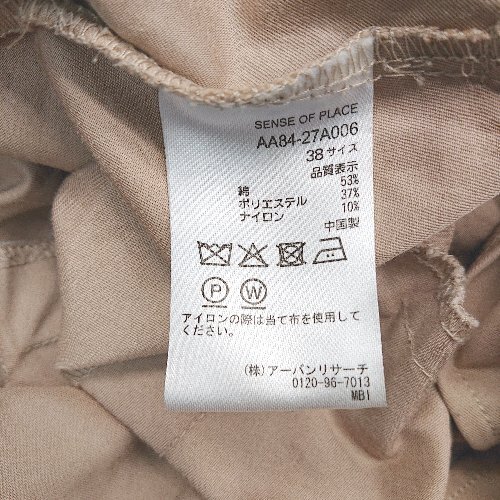 SENSE OF PLACE
AA84-27A006
38サイズ
品質表示
綿 53%
ポリエステル 37%
ナイロン 10%
中国製
P W
アイロンの際は当て布を使用して
ください。
(株)アーバンリサーチ
0120-96-7013
MBI